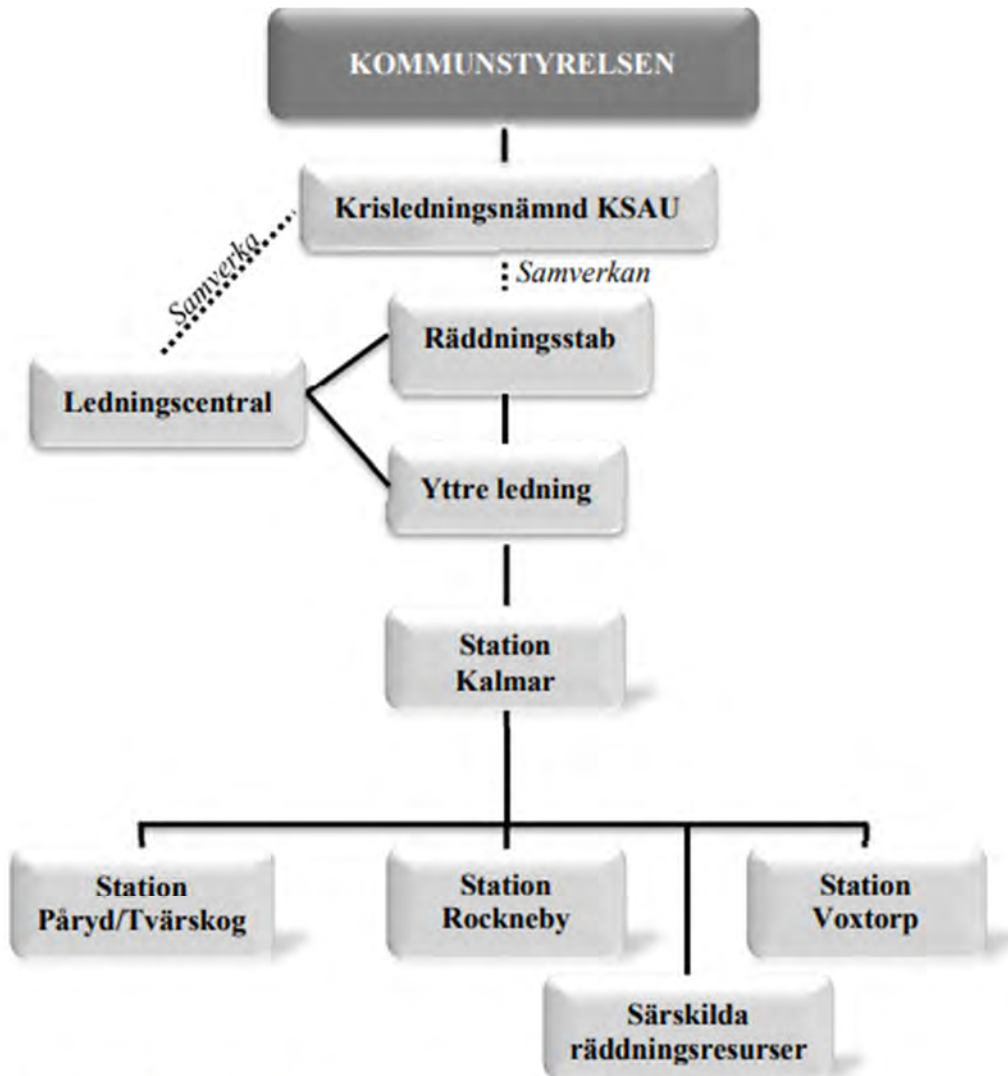 KOMMUNSTYRELSEN
Krisledningsnämnd KSAU
Samverka
Samverkan
Räddningsstab
Ledningscentral
Yttre ledning
Station
Kalmar
Station
Påryd/Tvärskog
Station
Rockneby
Station
Voxtorp
Särskilda
räddningsresurser